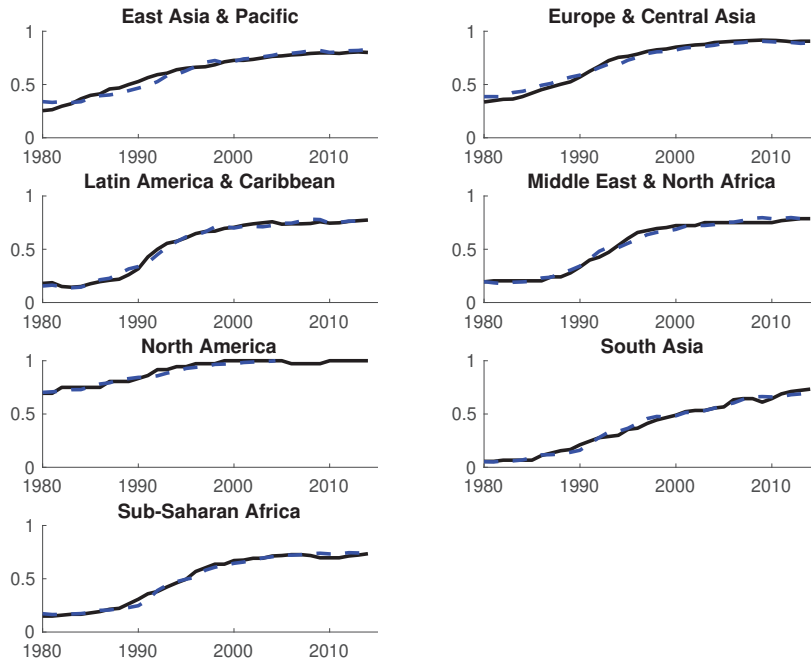 East Asia & Pacific
1
0.5
0
1980 1990 2000 2010
Europe & Central Asia
1
0.5
0
1980 1990 2000 2010
Latin America & Caribbean
1
0.5
0
1980 1990 2000 2010
Middle East & North Africa
1
0.5
0
1980 1990 2000 2010
North America
1
0.5
0
1980 1990 2000 2010
South Asia
1
0.5
0
1980 1990 2000 2010
Sub-Saharan Africa
1
0.5
0
1980 1990 2000 2010